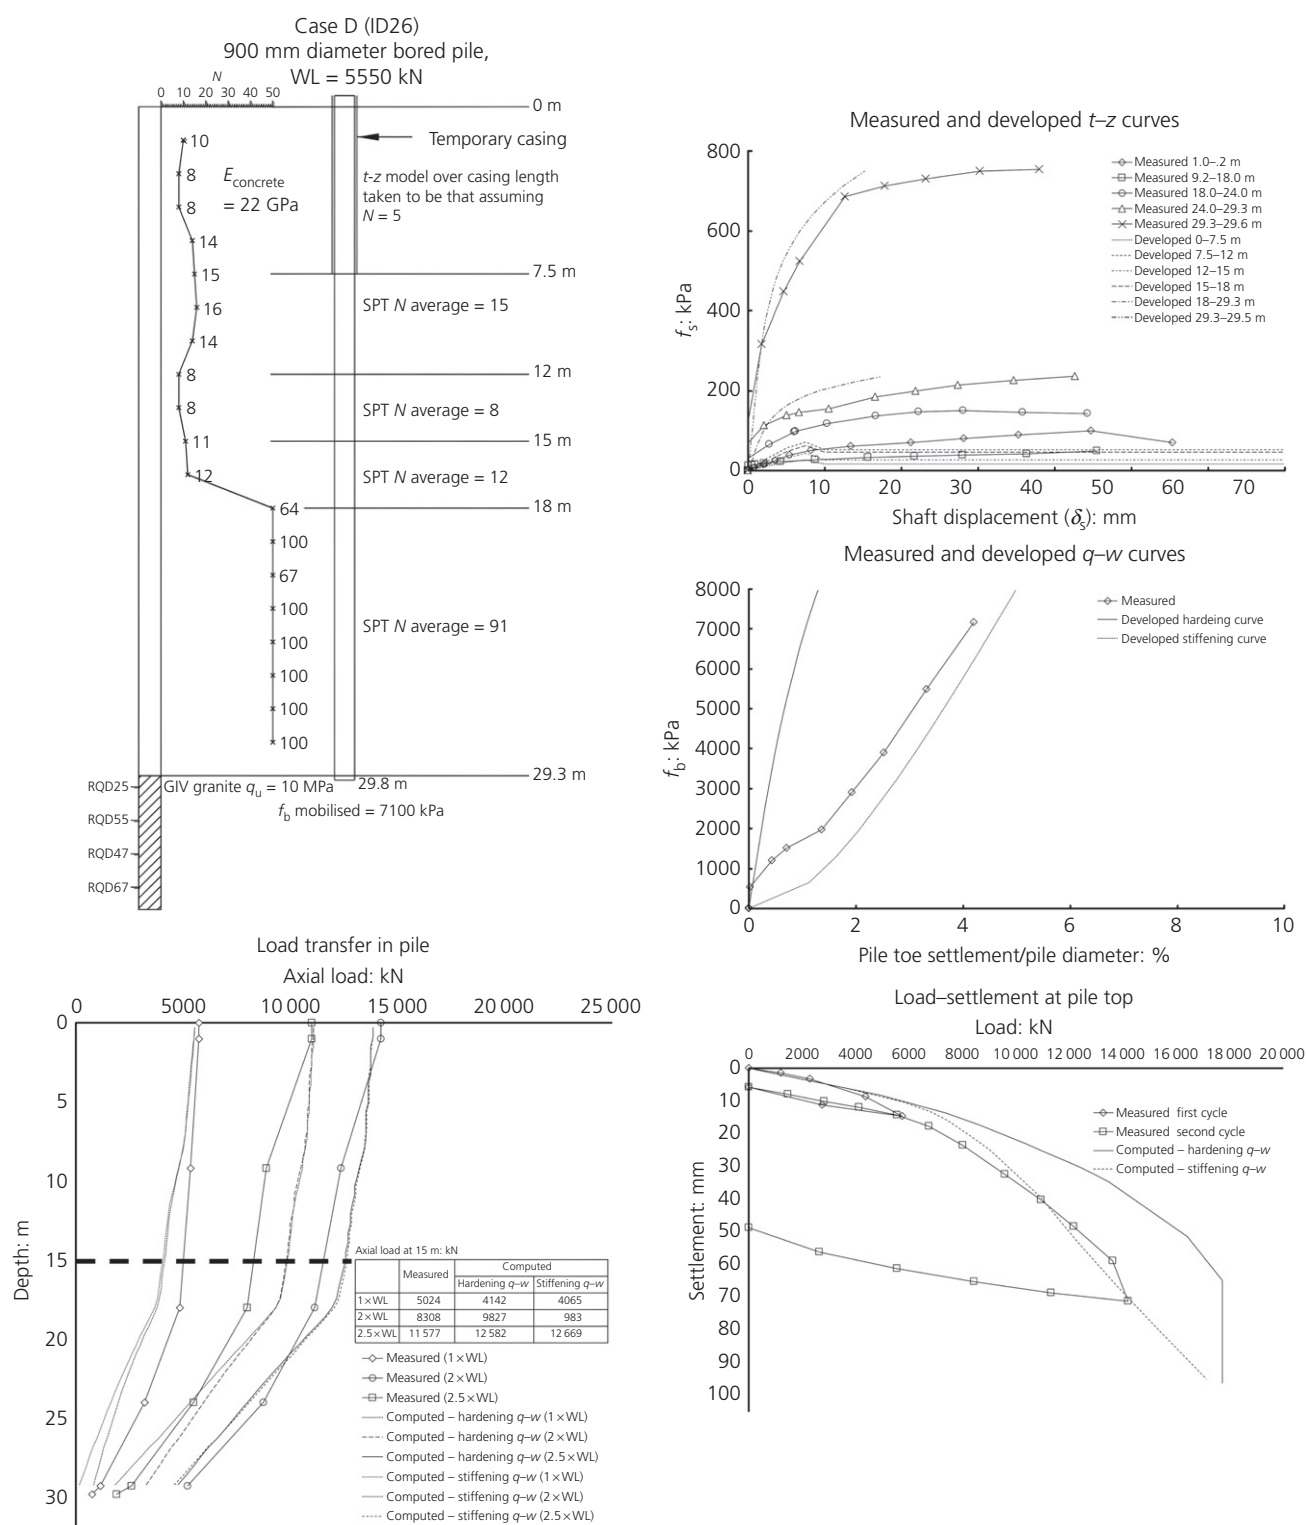 Case D (ID26)
900 mm diameter bored pile,
WL = 5550 kN
N
0 10 20 30 40 50
0 m
10
Temporary casing
8
E concrete
= 22 GPa
t-z model over casing length
taken to be that assuming
N = 5
8
14
15
7.5 m
16
SPT N average = 15
14
8
12 m
8
SPT N average = 8
11
15 m
12
SPT N average = 12
64
18 m
100
67
100
SPT N average = 91
100
100
100
100
29.3 m
RQD25
GIV granite qu = 10 MPa
29.8 m
fb mobilised = 7100 kPa
RQD55
RQD47
RQD67
Measured and developed t–z curves
800
600
400
200
0
fs: kPa
Measured 1.0–.2 m
Measured 9.2–18.0 m
Measured 18.0–24.0 m
Measured 24.0–29.3 m
Measured 29.3–29.6 m
Developed 0–7.5 m
Developed 7.5–12 m
Developed 12–15 m
Developed 15–18 m
Developed 18–29.3 m
Developed 29.3–29.5 m
0 10 20 30 40 50 60 70
Shaft displacement (δs): mm
Measured and developed q–w curves
8000
7000
6000
5000
4000
3000
2000
1000
0
fb: kPa
Measured
Developed hardeing curve
Developed stiffening curve
0 2 4 6 8 10
Pile toe settlement/pile diameter: %
Load transfer in pile
Axial load: kN
0 5000 10 000 15 000 20 000 25 000
0
5
10
15
20
25
30
Depth: m
Axial load at 15 m: kN
Measured Computed
Hardening q–w Stiffening q–w
1×WL 5024 4142 4065
2×WL 8308 9827 983
2.5×WL 11 577 12 582 12 669
Measured (1×WL)
Measured (2×WL)
Measured (2.5×WL)
Computed – hardening q–w (1×WL)
Computed – hardening q–w (2×WL)
Computed – hardening q–w (2.5×WL)
Computed – stiffening q–w (1×WL)
Computed – stiffening q–w (2×WL)
Computed – stiffening q–w (2.5×WL)
Load–settlement at pile top
Load: kN
0 2000 4000 6000 8000 10 000 12 000 14 000 16 000 18 000 20 000
0
10
20
30
40
50
60
70
80
90
100
Settlement: mm
Measured first cycle
Measured second cycle
Computed – hardening q–w
Computed – stiffening q–w